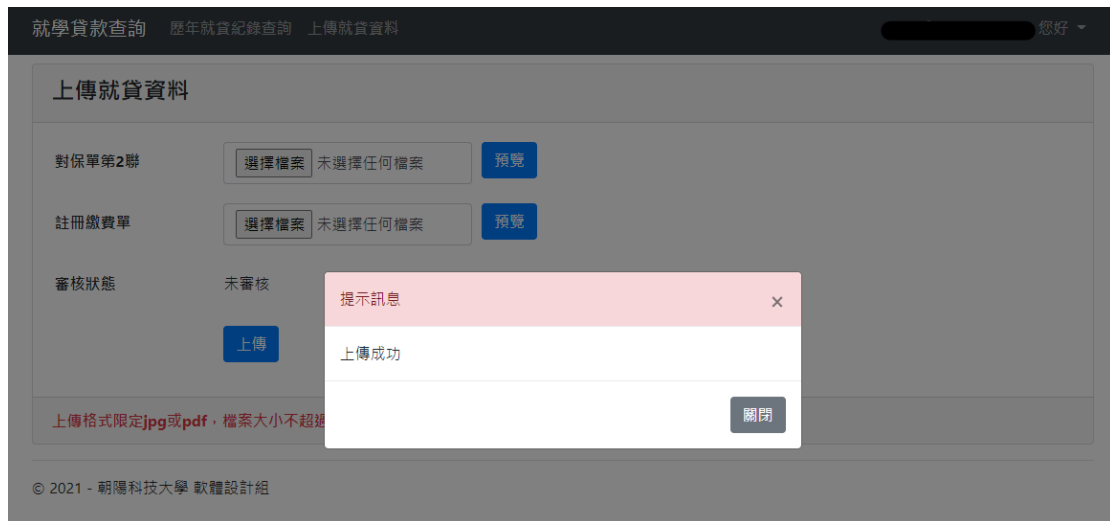 就學貸款查詢 歷年就貸紀錄查詢 上傳就貸資料 您好
上傳就貸資料
對保單第2聯 選擇檔案 未選擇任何檔案 預覽
註冊繳費單 選擇檔案 未選擇任何檔案 預覽
審核狀態 未審核
提示訊息 ×
上傳
上傳成功
關閉
上傳格式限定jpg或pdf，檔案大小不超過
© 2021 - 朝陽科技大學 軟體設計組